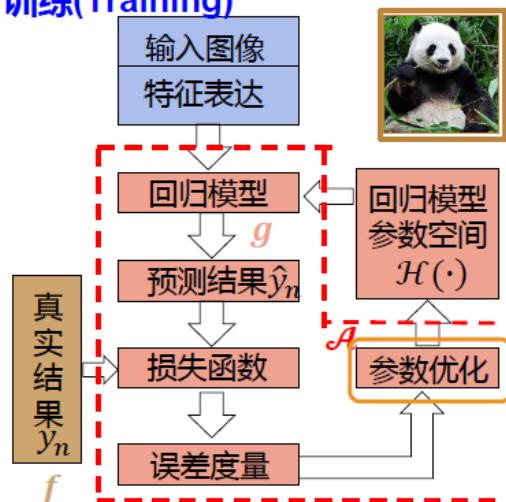 训练(Training)
输入图像
特征表达
回归模型
g
预测结果ŷₙ
损失函数
误差度量
真
实
结
果
yₙ
f
回归模型
参数空间
ℋ(·)
𝒜
参数优化